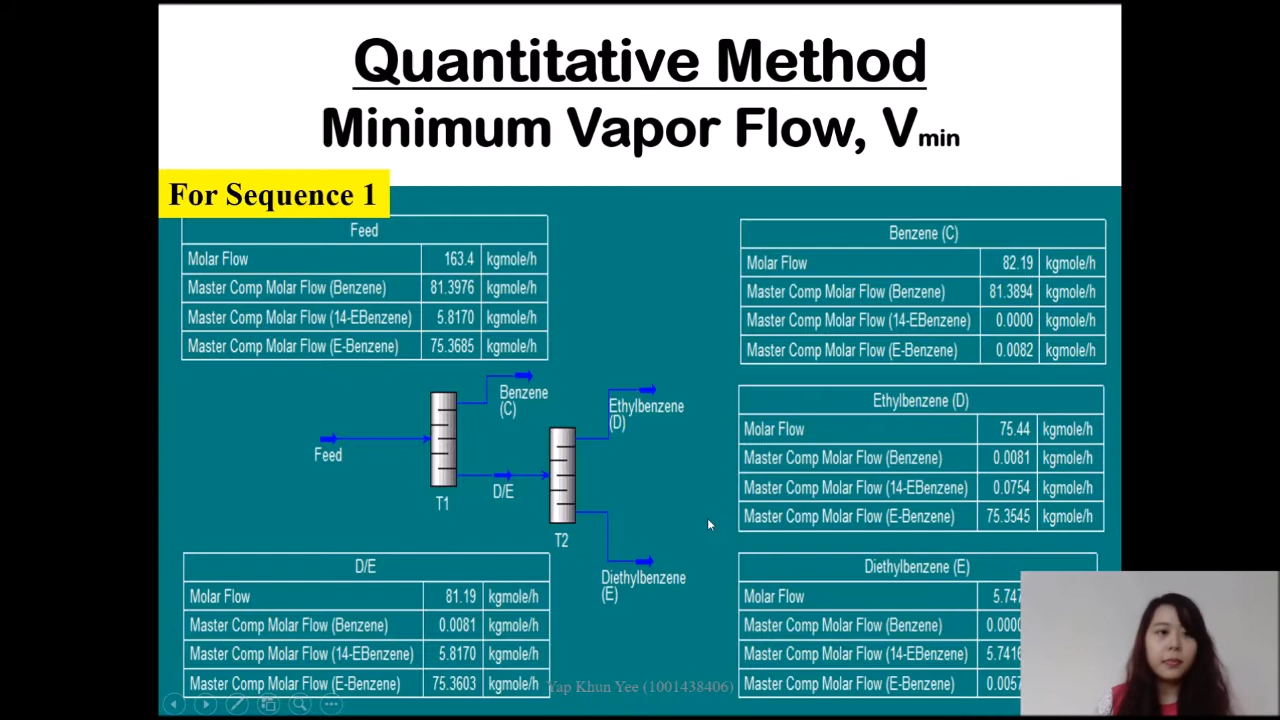 Quantitative Method
Minimum Vapor Flow, Vmin
For Sequence 1
Feed
Molar Flow 163.4 kgmole/h
Master Comp Molar Flow (Benzene) 81.3976 kgmole/h
Master Comp Molar Flow (14-EBenzene) 5.8170 kgmole/h
Master Comp Molar Flow (E-Benzene) 75.3685 kgmole/h
Benzene (C)
Molar Flow 82.19 kgmole/h
Master Comp Molar Flow (Benzene) 81.3894 kgmole/h
Master Comp Molar Flow (14-EBenzene) 0.0000 kgmole/h
Master Comp Molar Flow (E-Benzene) 0.0082 kgmole/h
Feed
T1
Benzene
(C)
D/E
T2
Ethylbenzene
(D)
Diethylbenzene
(E)
Ethylbenzene (D)
Molar Flow 75.44 kgmole/h
Master Comp Molar Flow (Benzene) 0.0081 kgmole/h
Master Comp Molar Flow (14-EBenzene) 0.0754 kgmole/h
Master Comp Molar Flow (E-Benzene) 75.3545 kgmole/h
D/E
Molar Flow 81.19 kgmole/h
Master Comp Molar Flow (Benzene) 0.0081 kgmole/h
Master Comp Molar Flow (14-EBenzene) 5.8170 kgmole/h
Master Comp Molar Flow (E-Benzene) 75.3603 kgmole/h
Diethylbenzene (E)
Molar Flow 5.747
Master Comp Molar Flow (Benzene) 0.0000
Master Comp Molar Flow (14-EBenzene) 5.7416
Master Comp Molar Flow (E-Benzene) 0.0057
Yap Khun Yee (1001438406)